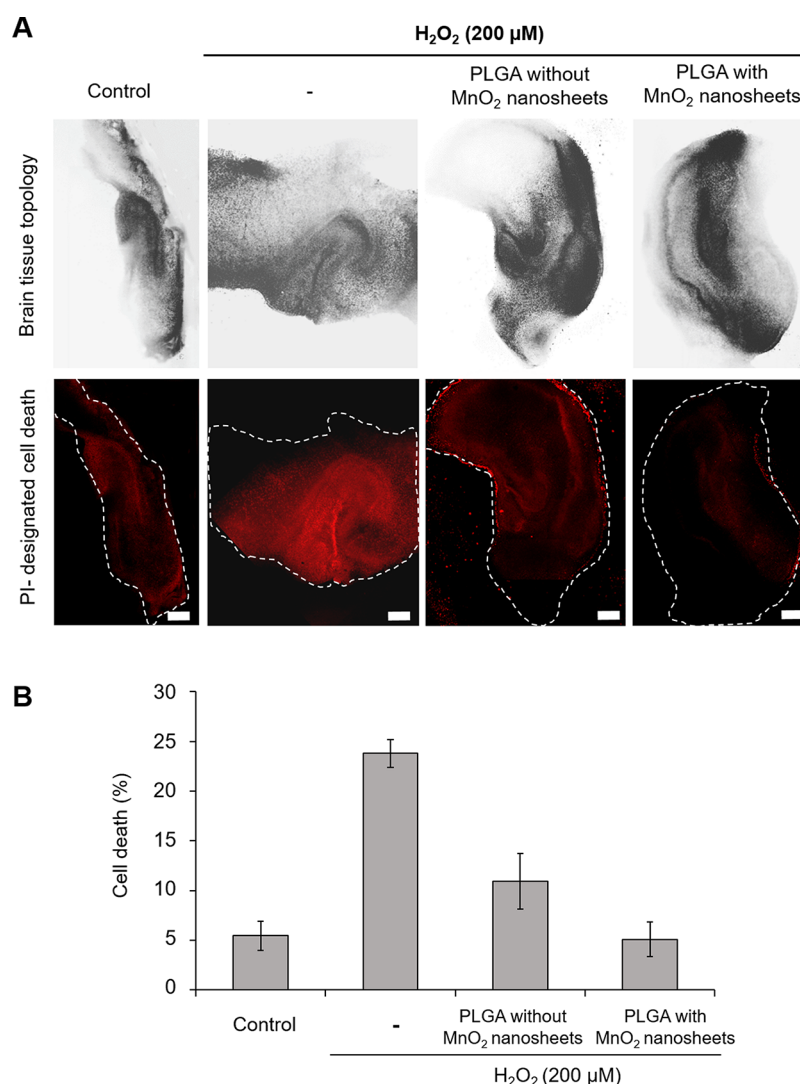 A
H₂O₂ (200 µM)
Control
-
PLGA without
MnO₂ nanosheets
PLGA with
MnO₂ nanosheets
Brain tissue topology
PI- designated cell death
B
Cell death (%)
30
25
20
15
10
5
0
Control
-
PLGA without
MnO₂ nanosheets
PLGA with
MnO₂ nanosheets
H₂O₂ (200 µM)